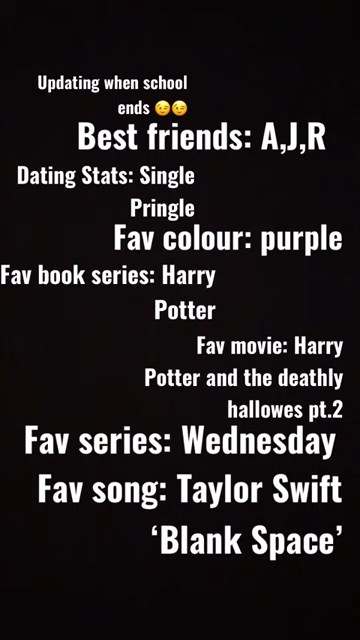 Updating when school
ends 😉😉
Best friends: A,J,R
Dating Stats: Single
Pringle
Fav colour: purple
Fav book series: Harry
Potter
Fav movie: Harry
Potter and the deathly
hallowes pt.2
Fav series: Wednesday
Fav song: Taylor Swift
‘Blank Space’